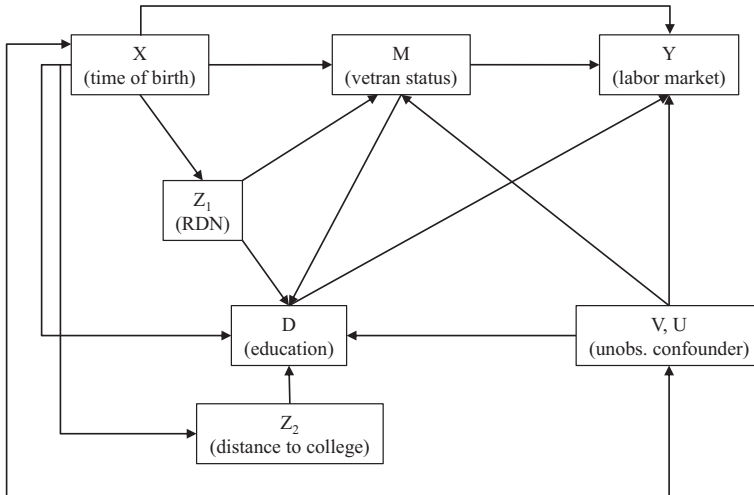 X
(time of birth)
M
(vetran status)
Y
(labor market)
Z1
(RDN)
D
(education)
V, U
(unobs. confounder)
Z2
(distance to college)